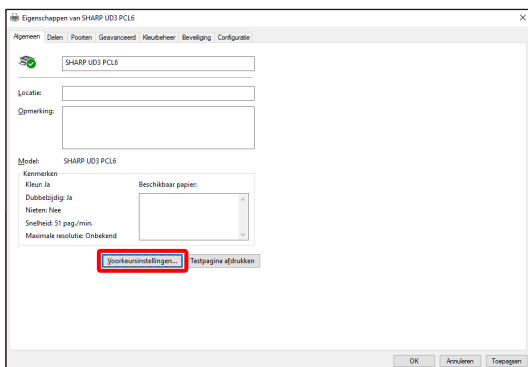 Eigenschappen van SHARP UD3 PCL6
Algemeen Delen Poorten Geavanceerd Kleurbeheer Beveiliging Configuratie
SHARP UD3 PCL6
Locatie:
Opmerking:
Model: SHARP UD3 PCL6
Kenmerken
Kleur: Ja Beschikbaar papier:
Dubbelzijdig: Ja
Nieten: Nee
Snelheid: 51 pag./min.
Maximale resolutie: Onbekend
Voorkeursinstellingen... Testpagina afdrukken
OK Annuleren Toepassen